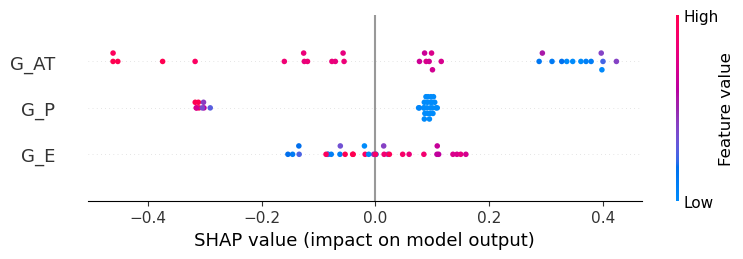 High
G_AT
G_P
G_E
Feature value
Low
−0.4 −0.2 0.0 0.2 0.4
SHAP value (impact on model output)